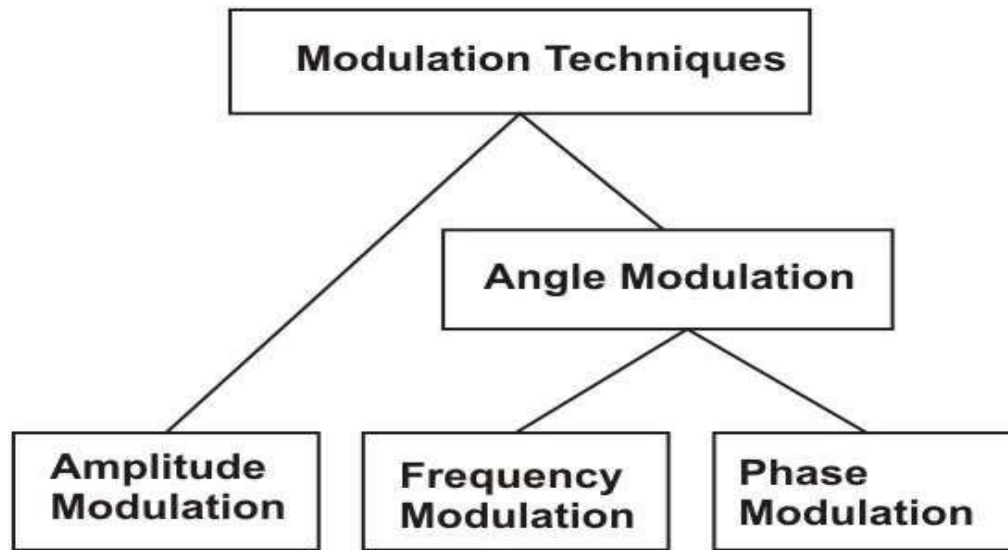 Modulation Techniques
Angle Modulation
Amplitude
Modulation
Frequency
Modulation
Phase
Modulation